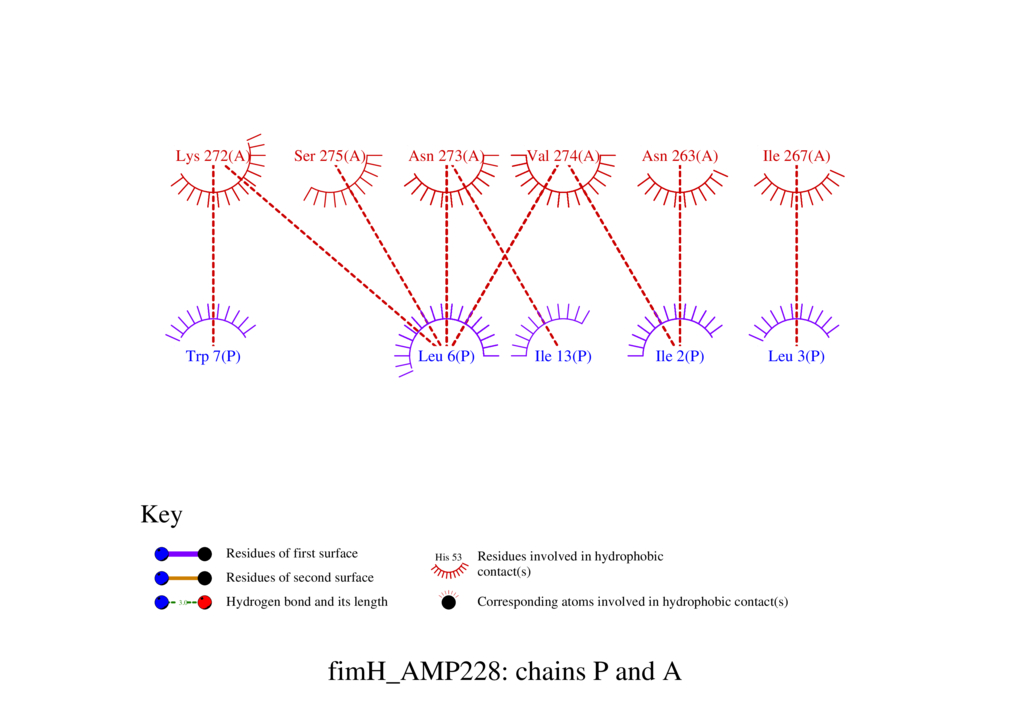 Lys 272(A) Ser 275(A) Asn 273(A) Val 274(A) Asn 263(A) Ile 267(A)
Trp 7(P) Leu 6(P) Ile 13(P) Ile 2(P) Leu 3(P)
Key
Residues of first surface
Residues of second surface
3.0 Hydrogen bond and its length
His 53 Residues involved in hydrophobic
contact(s)
Corresponding atoms involved in hydrophobic contact(s)
fimH_AMP228: chains P and A